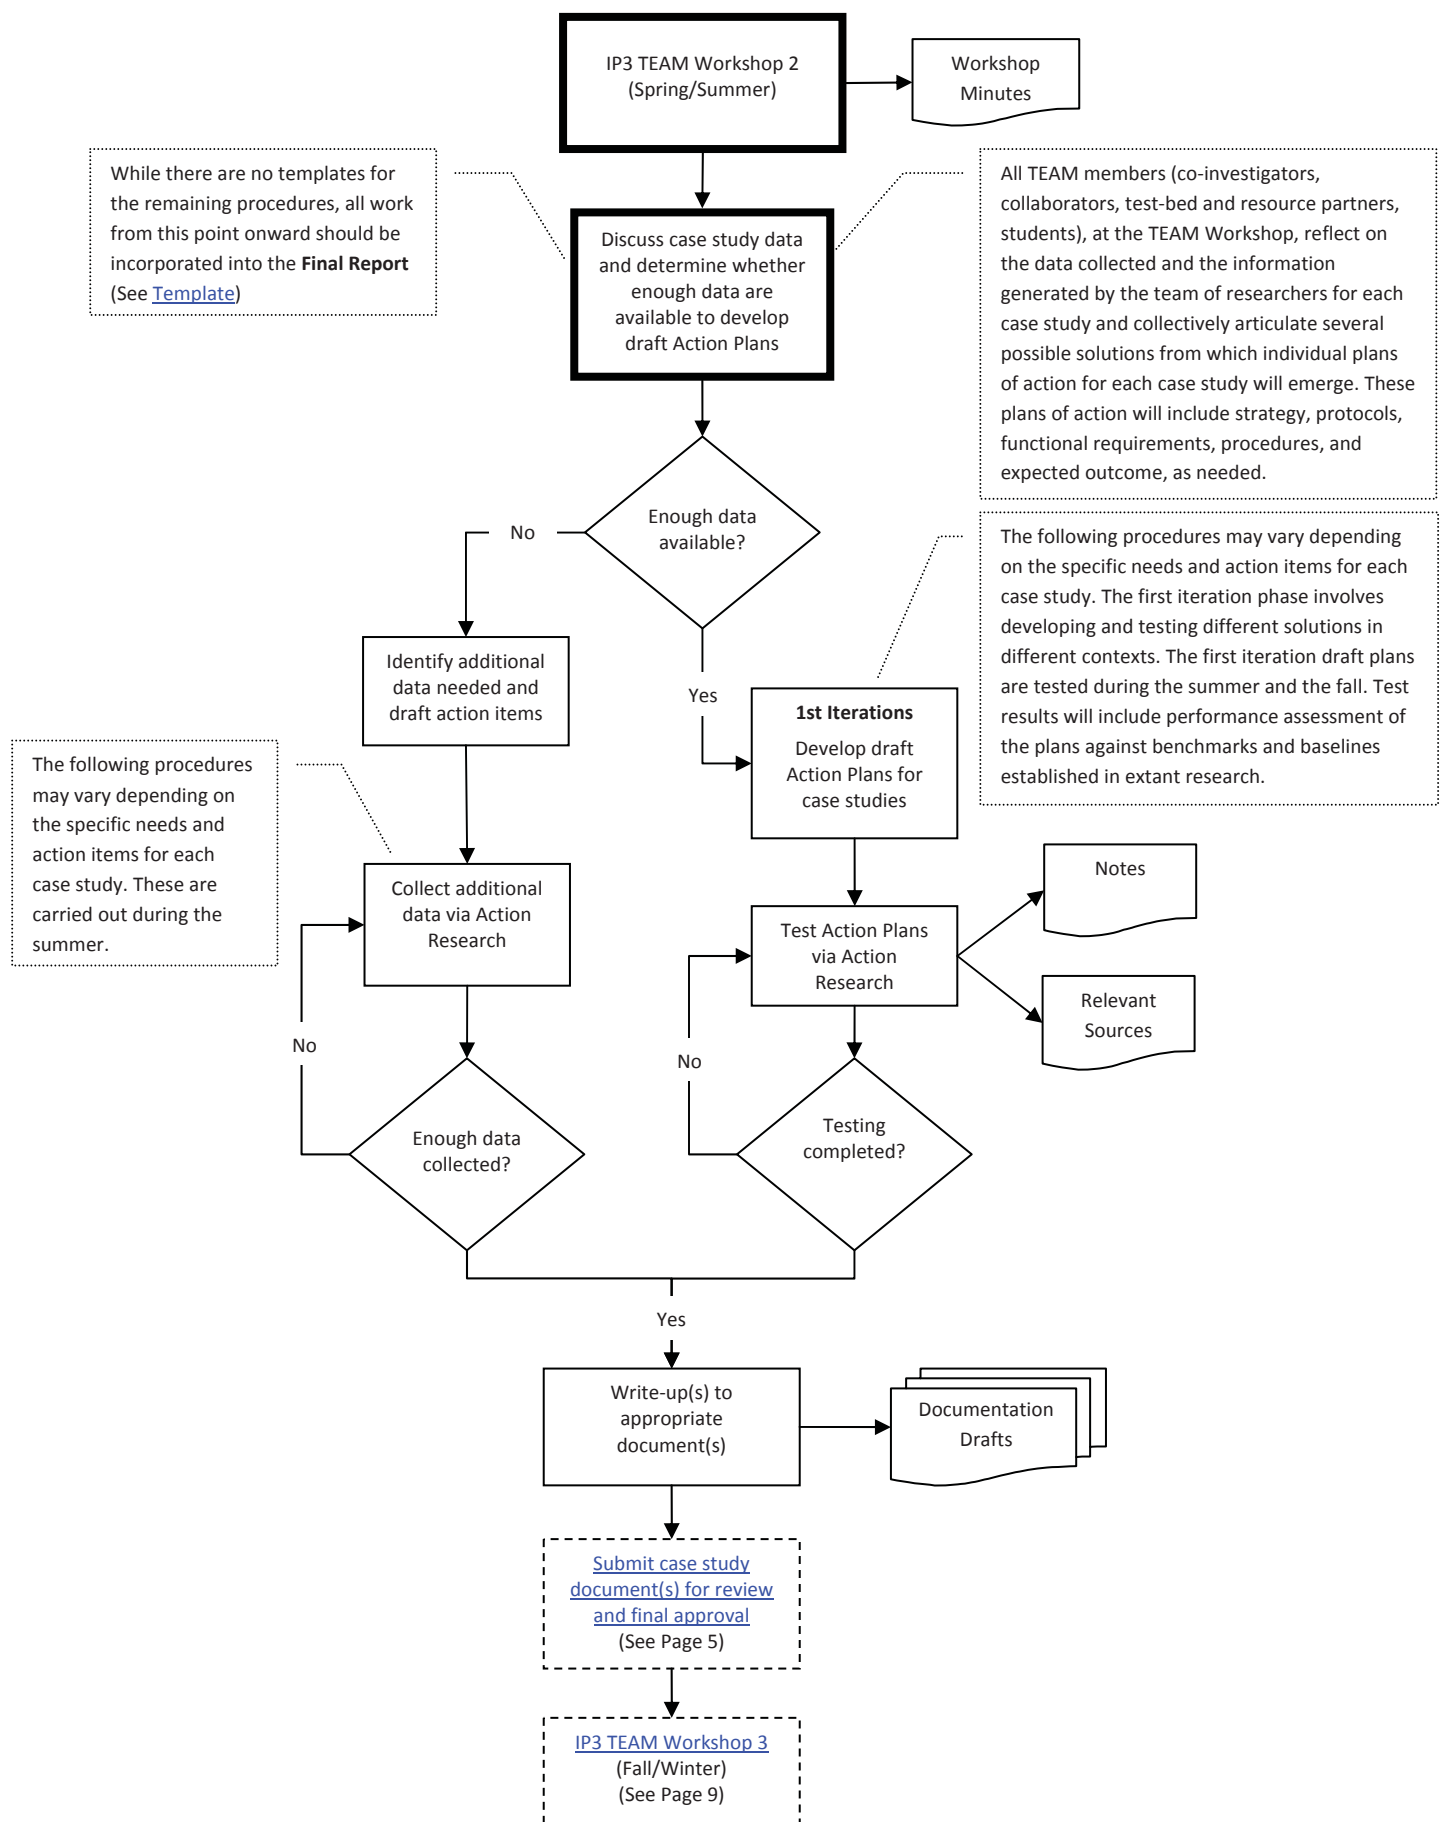 IP3 TEAM Workshop 2
(Spring/Summer)
Workshop
Minutes
While there are no templates for
the remaining procedures, all work
from this point onward should be
incorporated into the Final Report
(See Template)
Discuss case study data
and determine whether
enough data are
available to develop
draft Action Plans
All TEAM members (co-investigators,
collaborators, test-bed and resource partners,
students), at the TEAM Workshop, reflect on
the data collected and the information
generated by the team of researchers for each
case study and collectively articulate several
possible solutions from which individual plans
of action for each case study will emerge. These
plans of action will include strategy, protocols,
functional requirements, procedures, and
expected outcome, as needed.
Enough data
available?
No
Yes
The following procedures may vary depending
on the specific needs and action items for each
case study. The first iteration phase involves
developing and testing different solutions in
different contexts. The first iteration draft plans
are tested during the summer and the fall. Test
results will include performance assessment of
the plans against benchmarks and baselines
established in extant research.
Identify additional
data needed and
draft action items
1st Iterations
Develop draft
Action Plans for
case studies
The following procedures
may vary depending on
the specific needs and
action items for each
case study. These are
carried out during the
summer.
Collect additional
data via Action
Research
Test Action Plans
via Action
Research
Notes
Relevant
Sources
No
No
Enough data
collected?
Testing
completed?
Yes
Write-up(s) to
appropriate
document(s)
Documentation
Drafts
Submit case study
document(s) for review
and final approval
(See Page 5)
IP3 TEAM Workshop 3
(Fall/Winter)
(See Page 9)